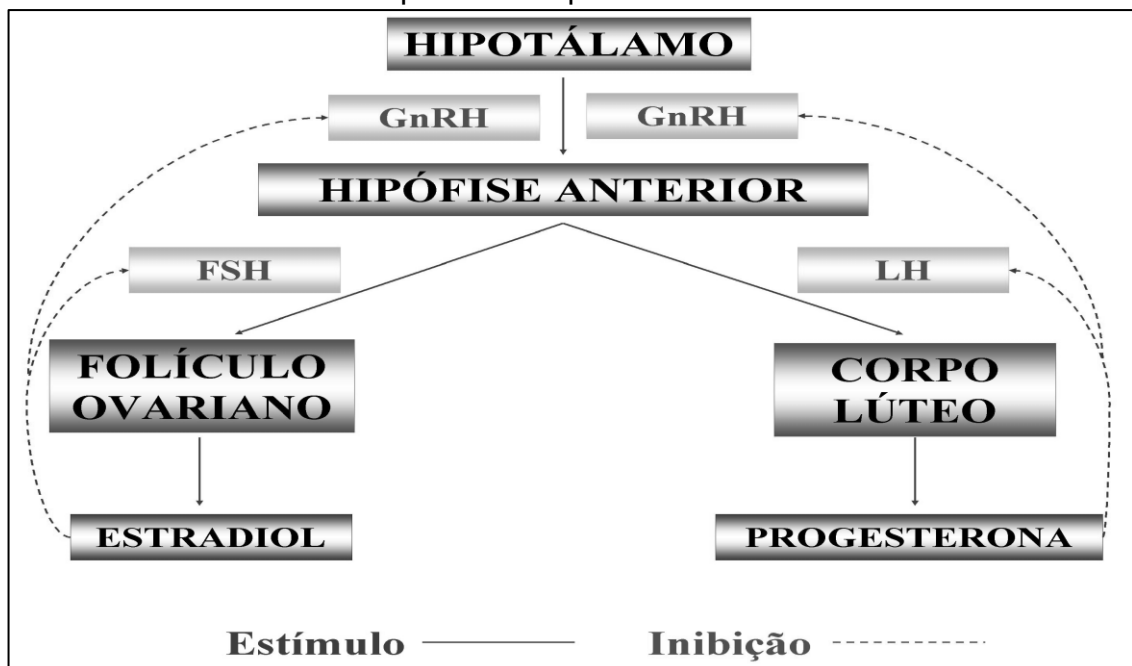 HIPOTÁLAMO
GnRH
GnRH
HIPÓFISE ANTERIOR
FSH
LH
FOLÍCULO
OVARIANO
CORPO
LÚTEO
ESTRADIOL
PROGESTERONA
Estímulo
Inibição